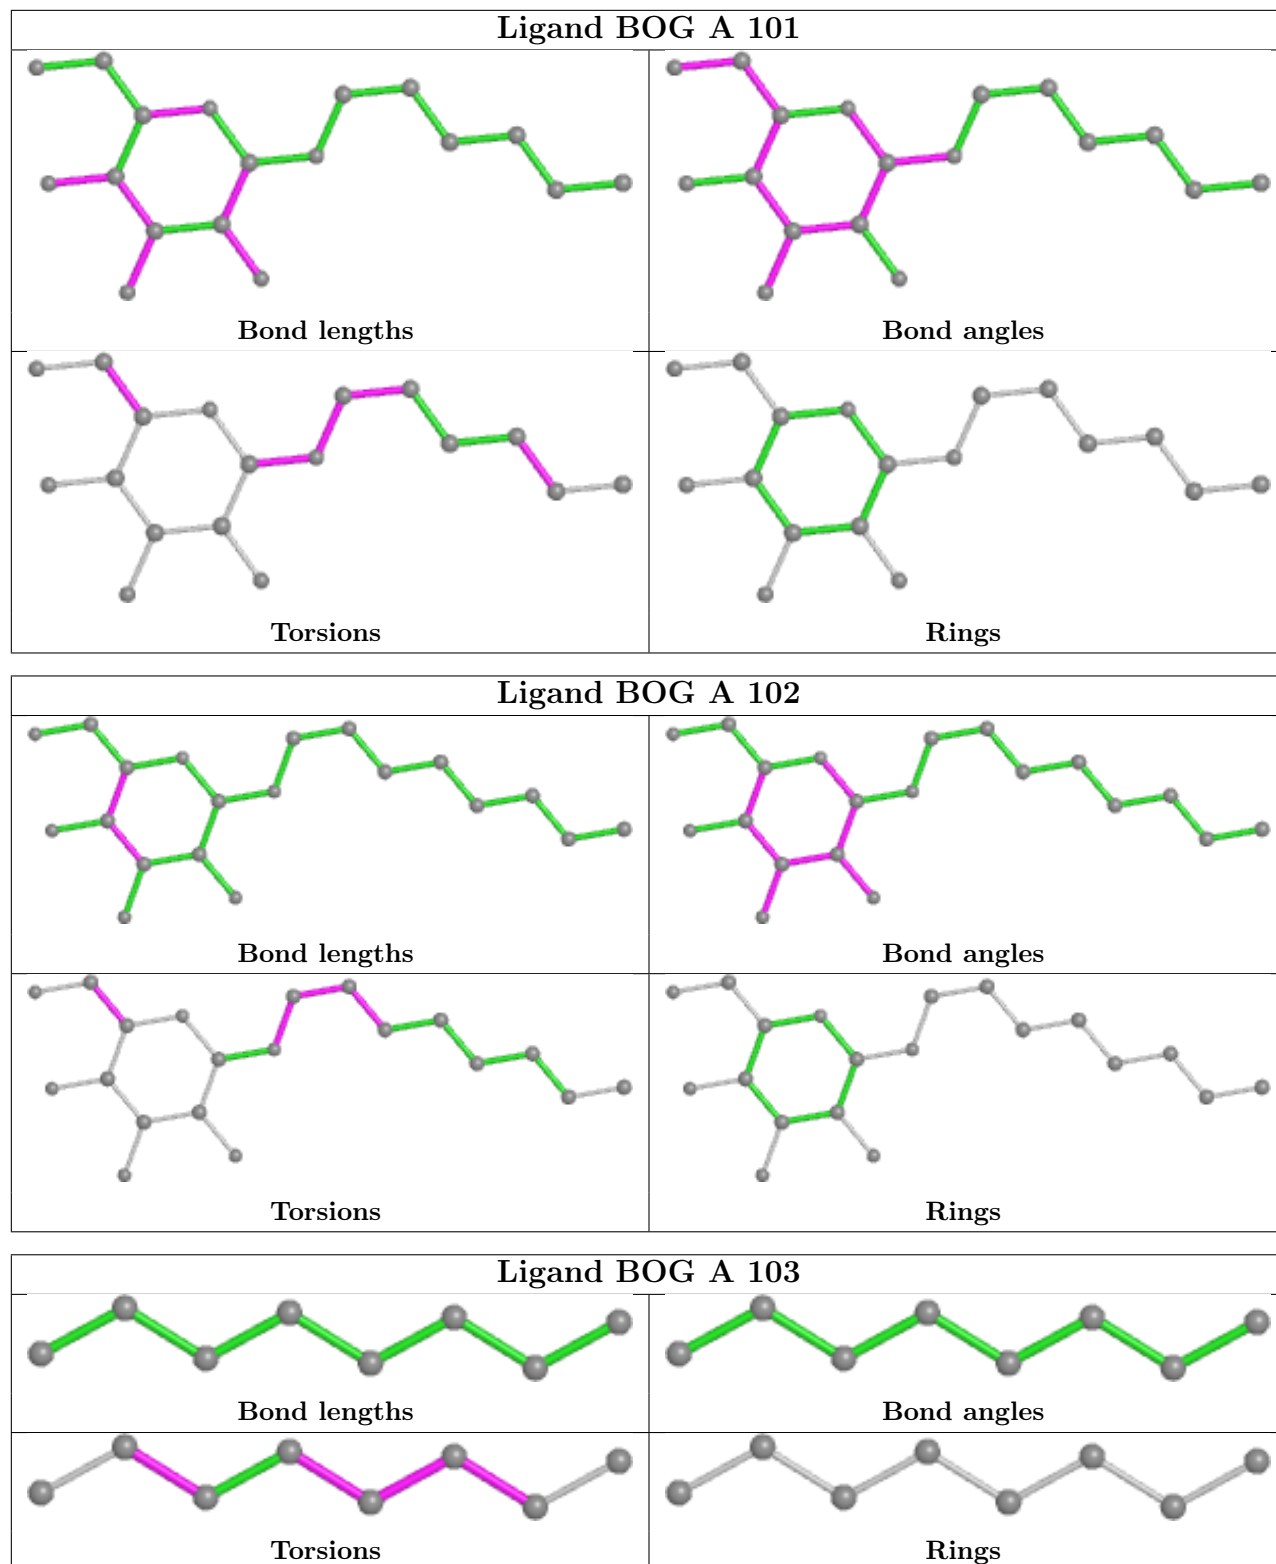 Ligand BOG A 101
Bond lengths
Bond angles
Torsions
Rings
Ligand BOG A 102
Bond lengths
Bond angles
Torsions
Rings
Ligand BOG A 103
Bond lengths
Bond angles
Torsions
Rings